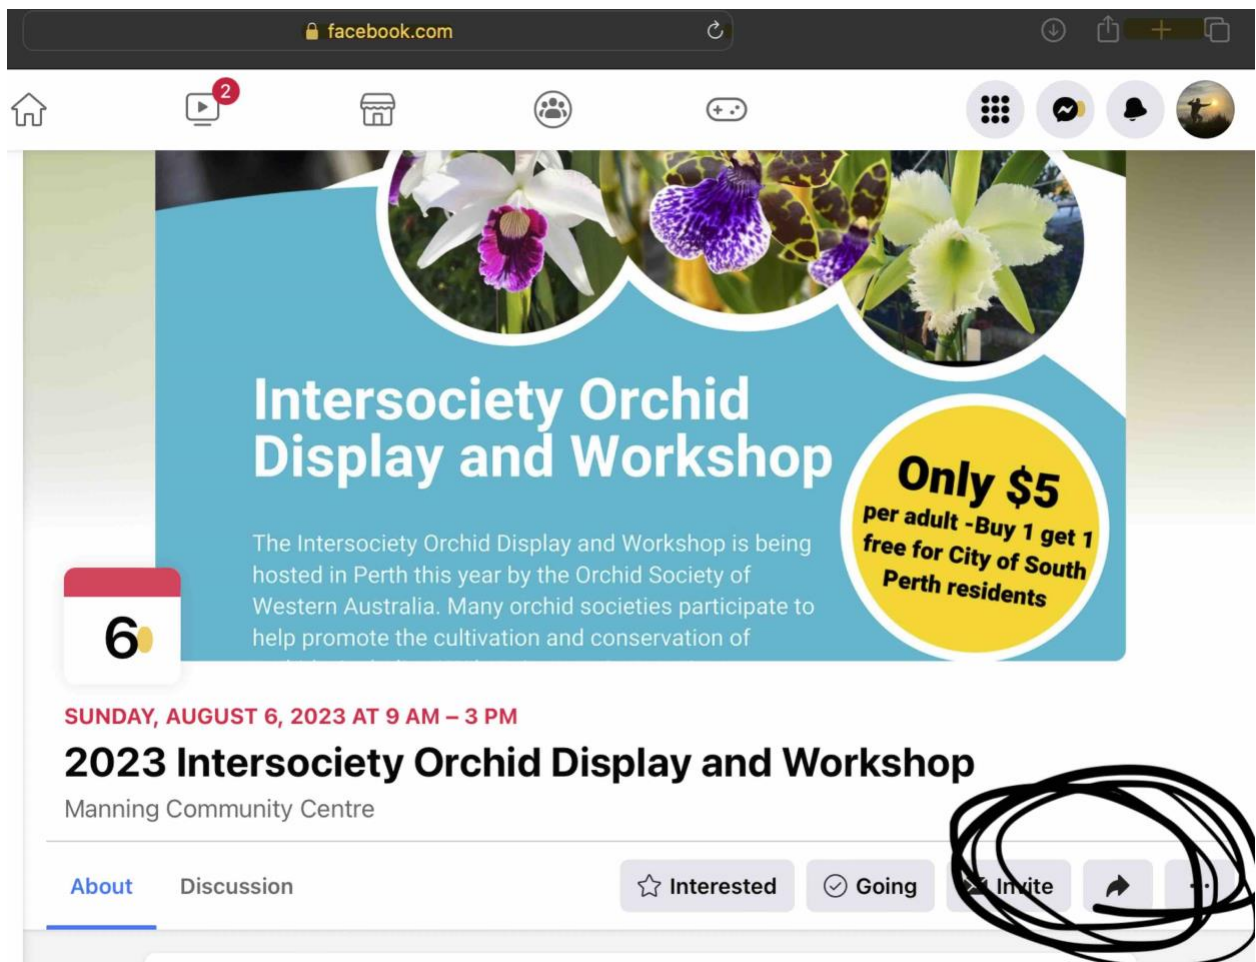 facebook.com
2
Intersociety Orchid
Display and Workshop
Only $5
per adult -Buy 1 get 1
free for City of South
Perth residents
The Intersociety Orchid Display and Workshop is being
hosted in Perth this year by the Orchid Society of
Western Australia. Many orchid societies participate to
help promote the cultivation and conservation of
6
SUNDAY, AUGUST 6, 2023 AT 9 AM – 3 PM
2023 Intersociety Orchid Display and Workshop
Manning Community Centre
About Discussion Interested Going Invite